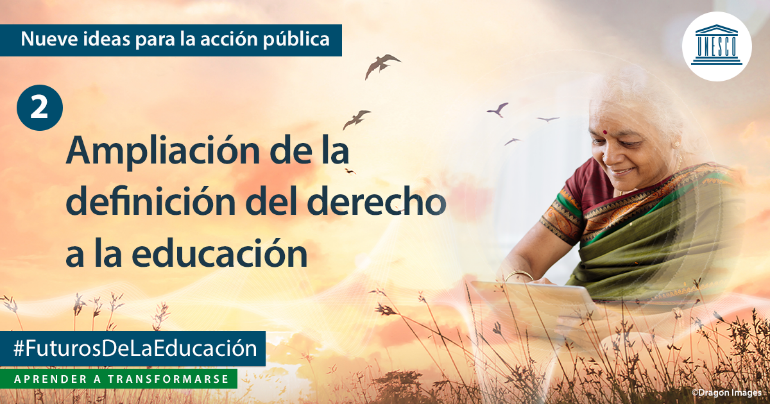 Nueve ideas para la acción pública
UNESCO
2
Ampliación de la
definición del derecho
a la educación
#FuturosDeLaEducación
APRENDER A TRANSFORMARSE
©Dragon Images